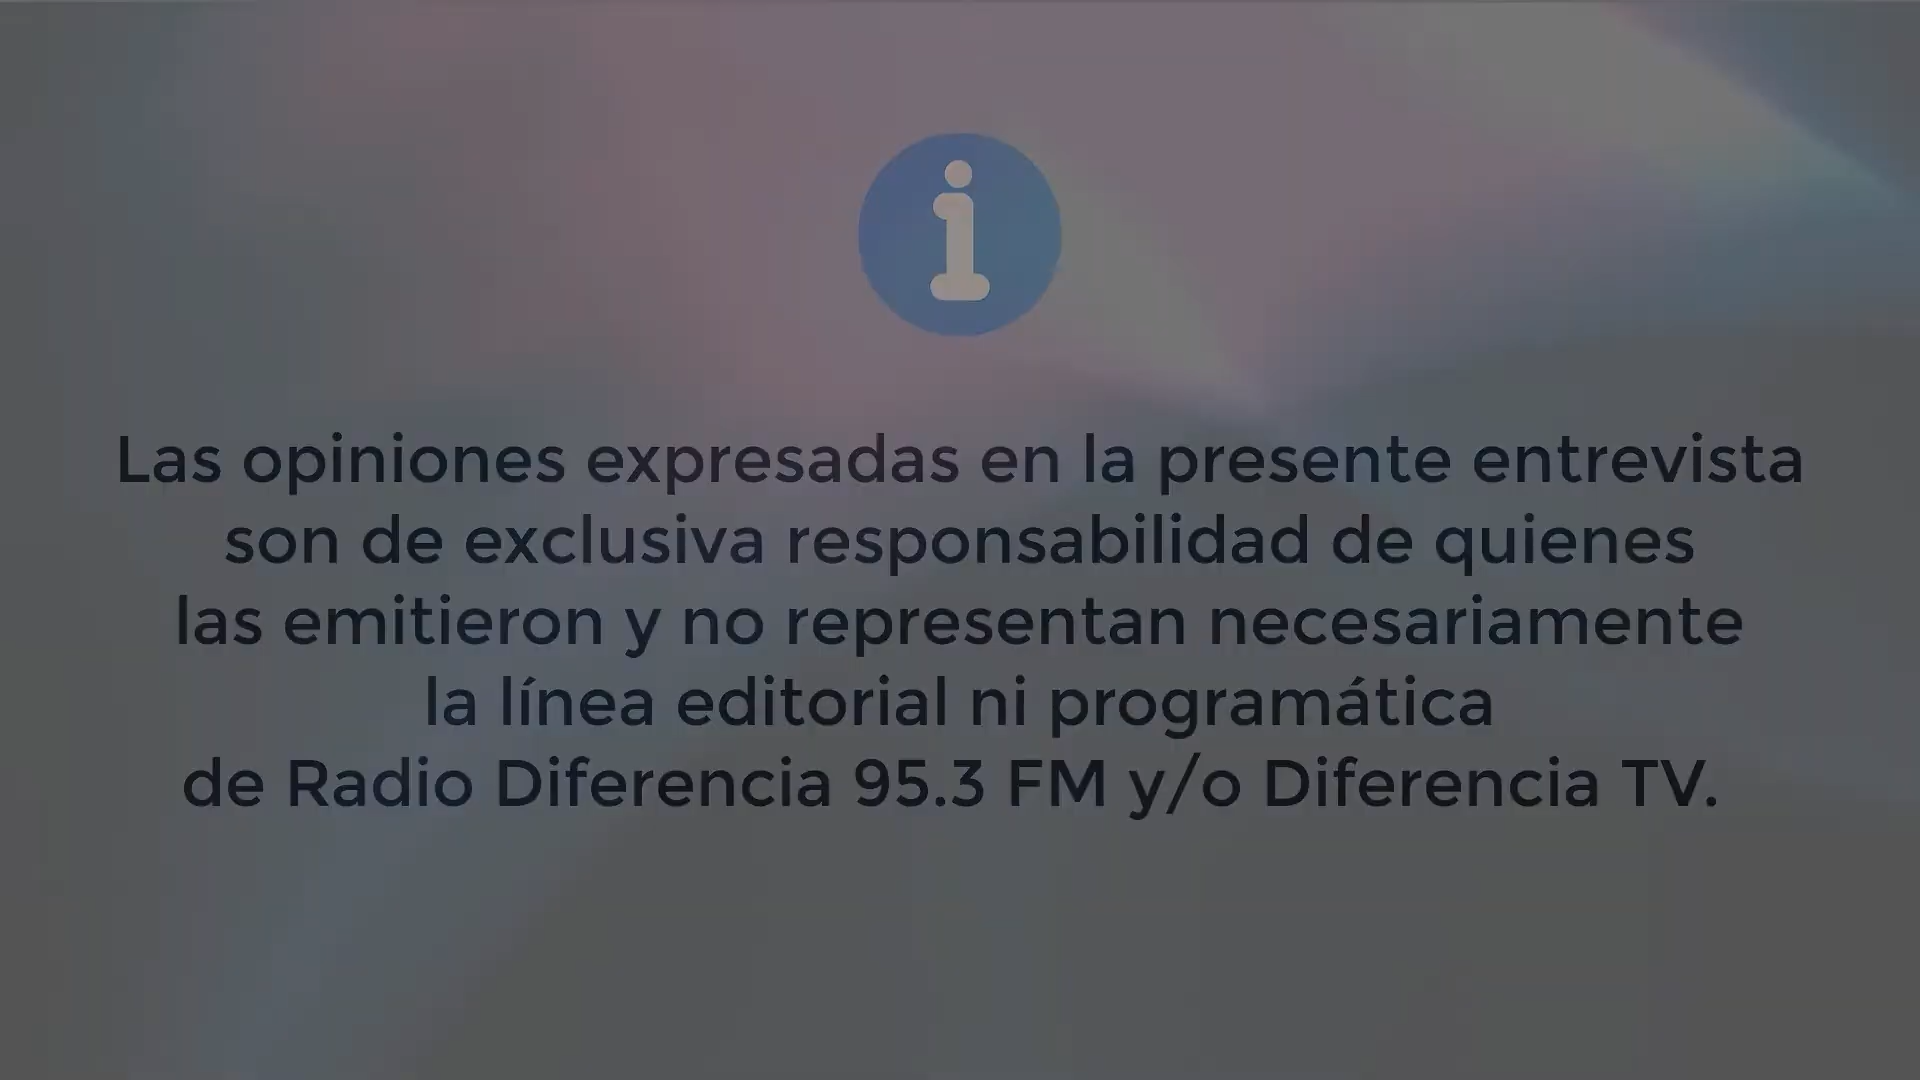 Las opiniones expresadas en la presente entrevista
son de exclusiva responsabilidad de quienes
las emitieron y no representan necesariamente
la línea editorial ni programática
de Radio Diferencia 95.3 FM y/o Diferencia TV.